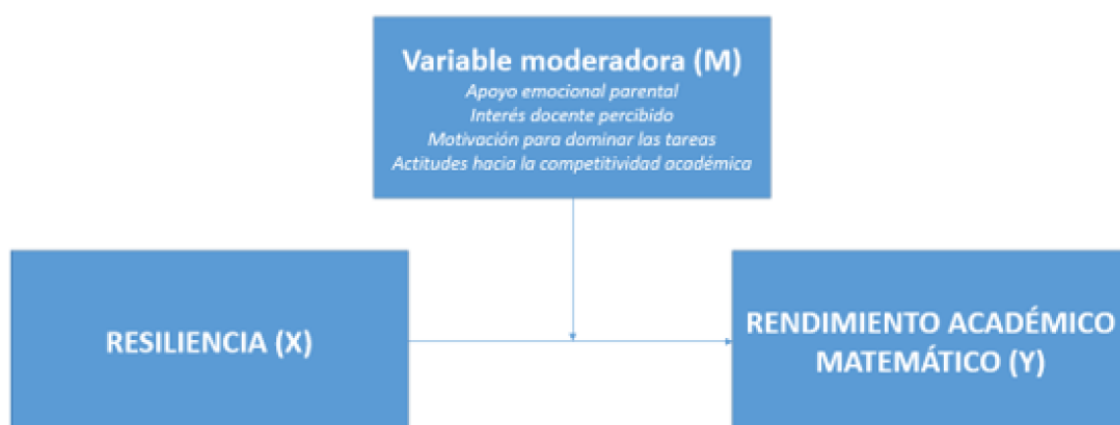 Variable moderadora (M)
Apoyo emocional parental
Interés docente percibido
Motivación para dominar las tareas
Actitudes hacia la competitividad académica
RESILIENCIA (X)
RENDIMIENTO ACADÉMICO
MATEMÁTICO (Y)